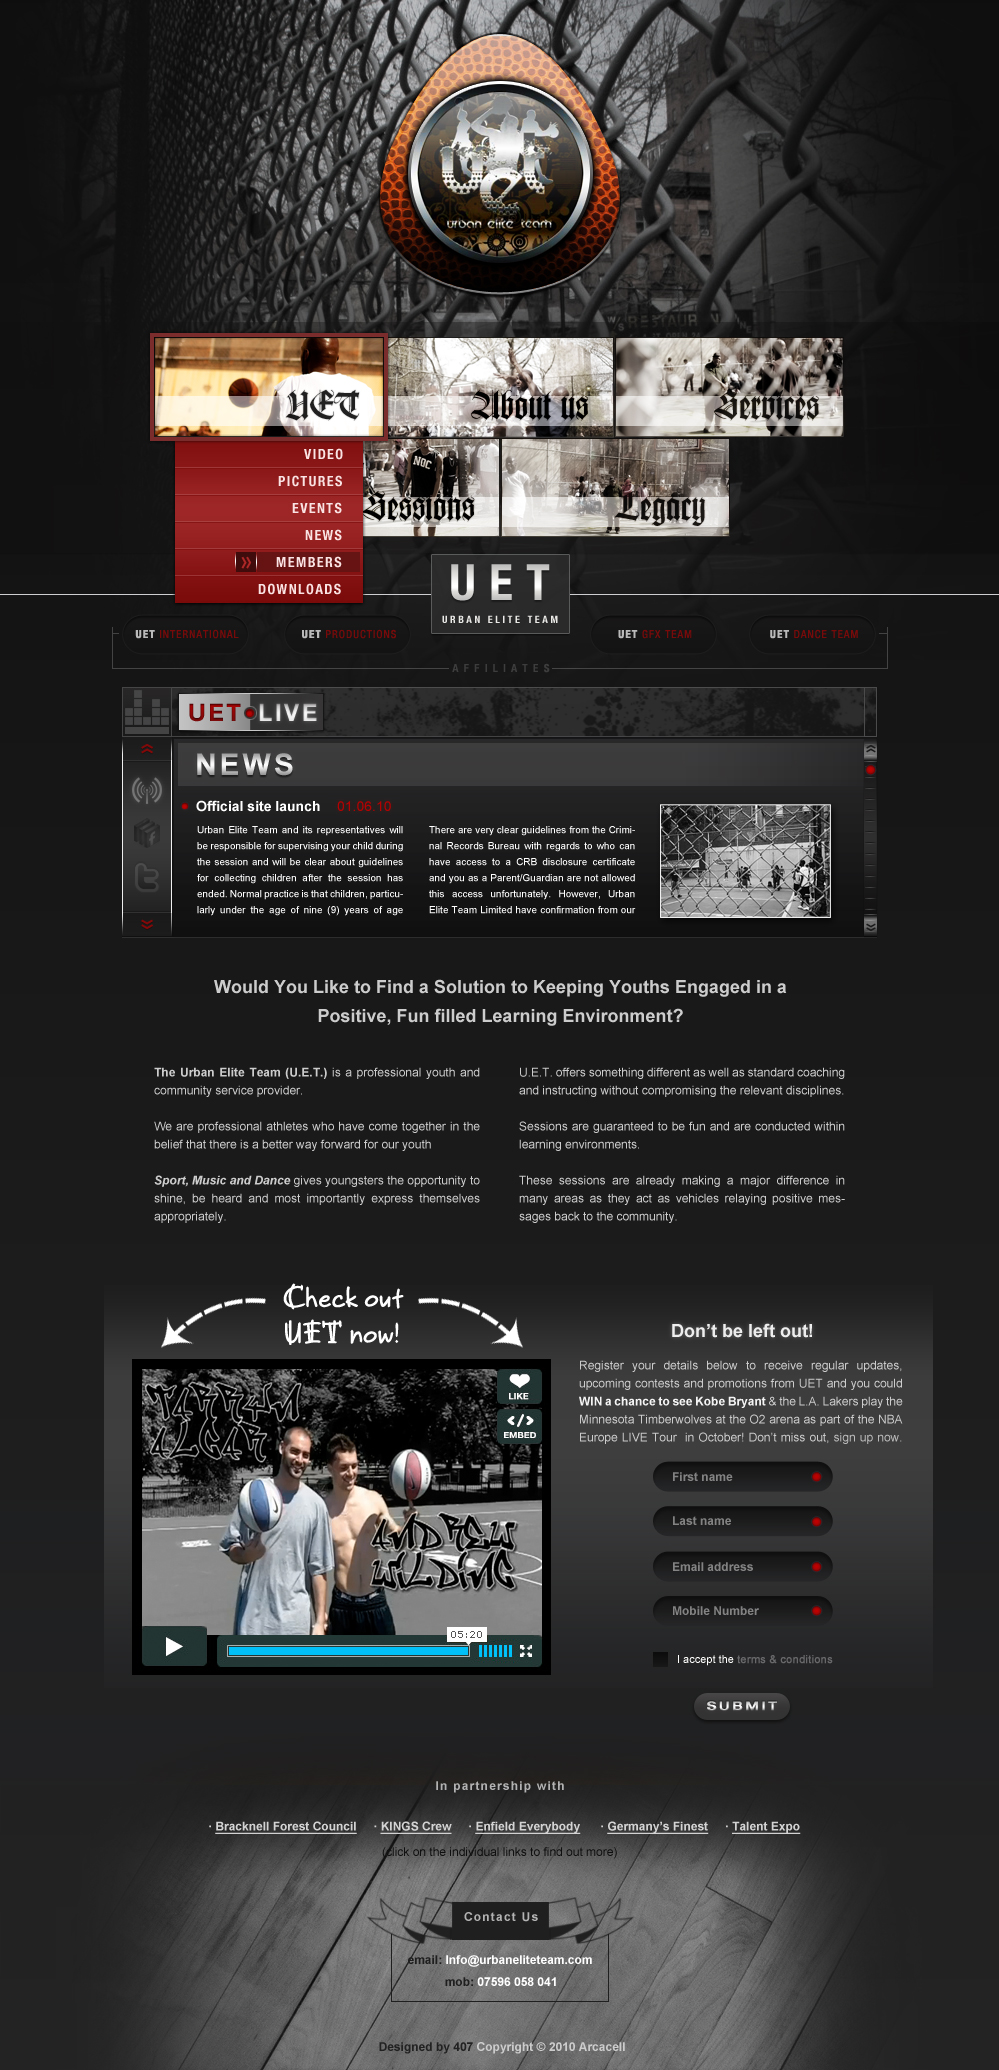 UET
urban elite team
RESTAURAN
UET
About us
Services
VIDEO
PICTURES
EVENTS
NEWS
MEMBERS
DOWNLOADS
NOC
Sessions
Legacy
UET
URBAN ELITE TEAM
UET INTERNATIONAL
UET PRODUCTIONS
UET GFX TEAM
UET DANCE TEAM
AFFILIATES
UET LIVE
NEWS
Official site launch 01.06.10
Urban Elite Team and its representatives will
be responsible for supervising your child during
the session and will be clear about guidelines
for collecting children after the session has
ended. Normal practice is that children, particu-
larly under the age of nine (9) years of age
There are very clear guidelines from the Crimi-
nal Records Bureau with regards to who can
have access to a CRB disclosure certificate
and you as a Parent/Guardian are not allowed
this access unfortunately. However, Urban
Elite Team Limited have confirmation from our
Would You Like to Find a Solution to Keeping Youths Engaged in a
Positive, Fun filled Learning Environment?
The Urban Elite Team (U.E.T.) is a professional youth and
community service provider.
We are professional athletes who have come together in the
belief that there is a better way forward for our youth
Sport, Music and Dance gives youngsters the opportunity to
shine, be heard and most importantly express themselves
appropriately.
U.E.T. offers something different as well as standard coaching
and instructing without compromising the relevant disciplines.
Sessions are guaranteed to be fun and are conducted within
learning environments.
These sessions are already making a major difference in
many areas as they act as vehicles relaying positive mes-
sages back to the community.
Check out
UET now!
LIKE
EMBED
ANDREW
WILDING
05:20
Don't be left out!
Register your details below to receive regular updates,
upcoming contests and promotions from UET and you could
WIN a chance to see Kobe Bryant & the L.A. Lakers play the
Minnesota Timberwolves at the O2 arena as part of the NBA
Europe LIVE Tour in October! Don't miss out, sign up now.
First name
Last name
Email address
Mobile Number
I accept the terms & conditions
SUBMIT
In partnership with
· Bracknell Forest Council · KINGS Crew · Enfield Everybody · Germany's Finest · Talent Expo
(click on the individual links to find out more)
Contact Us
email: Info@urbaneliteteam.com
mob: 07596 058 041
Designed by 407 Copyright © 2010 Arcacell